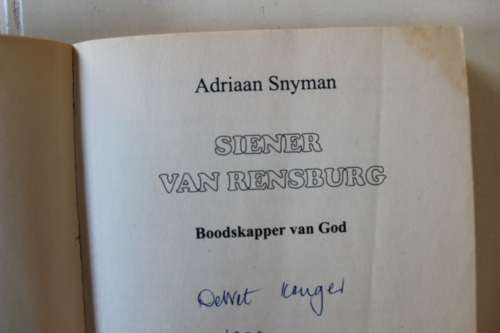 Adriaan Snyman
SIENER
VAN RENSBURG
Boodskapper van God